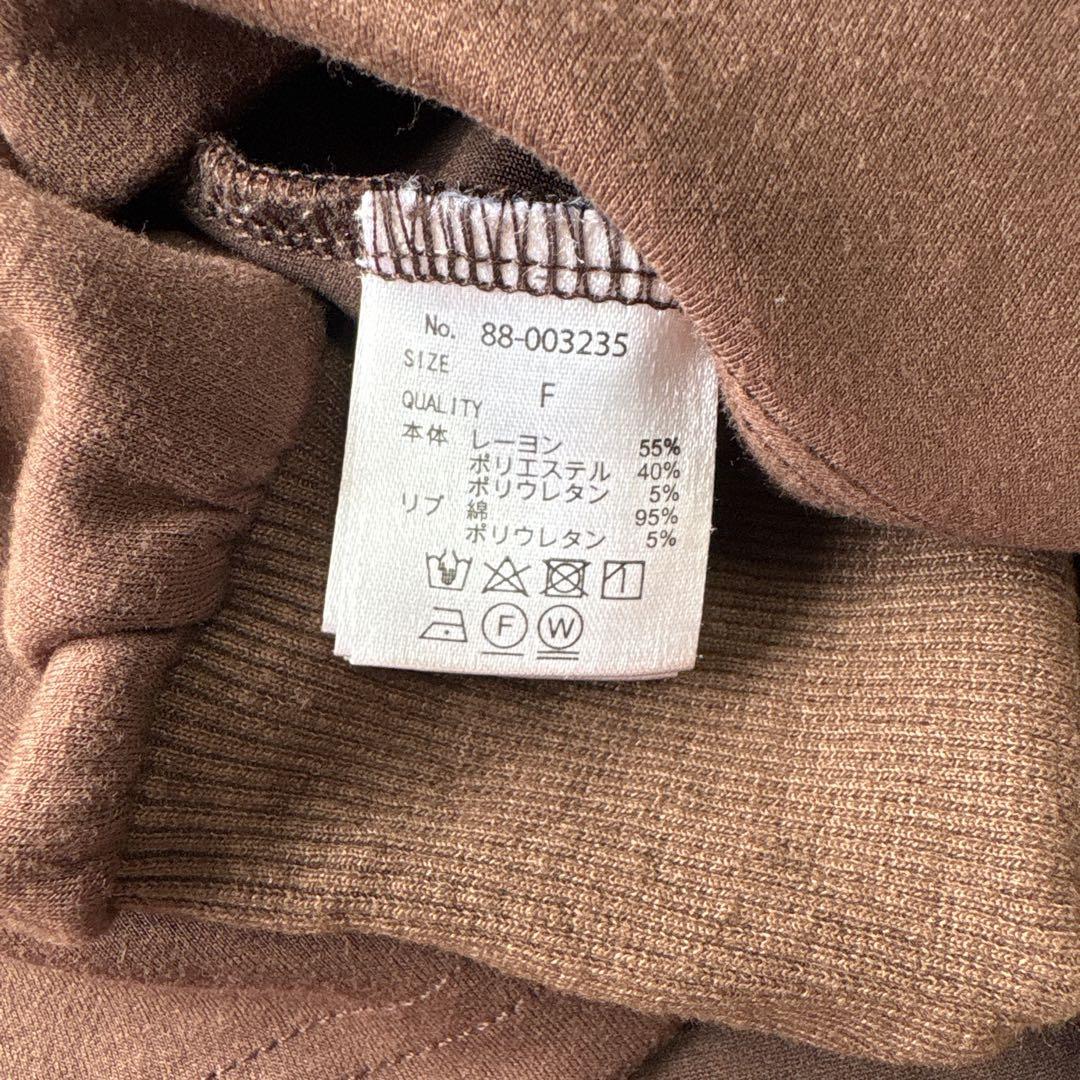 No. 88-003235
SIZE
F
QUALITY
本体 レーヨン 55%
ポリエステル 40%
ポリウレタン 5%
リブ 綿 95%
ポリウレタン 5%
F W